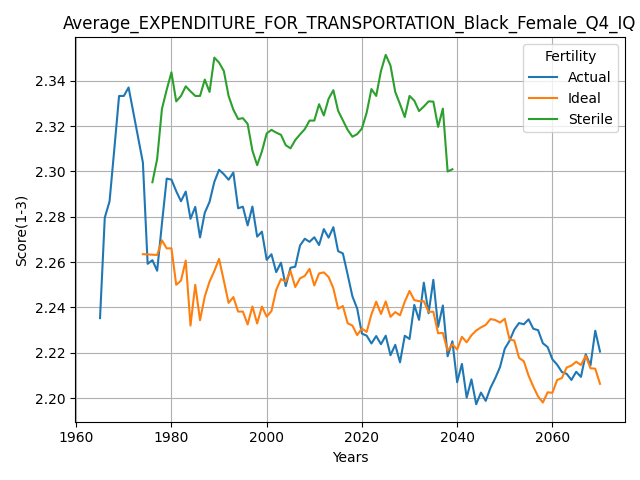 Average_EXPENDITURE_FOR_TRANSPORTATION_Black_Female_Q4_IQ
Fertility
Actual
Ideal
Sterile
Score(1-3)
2.34
2.32
2.30
2.28
2.26
2.24
2.22
2.20
1960
1980
2000
2020
2040
2060
Years